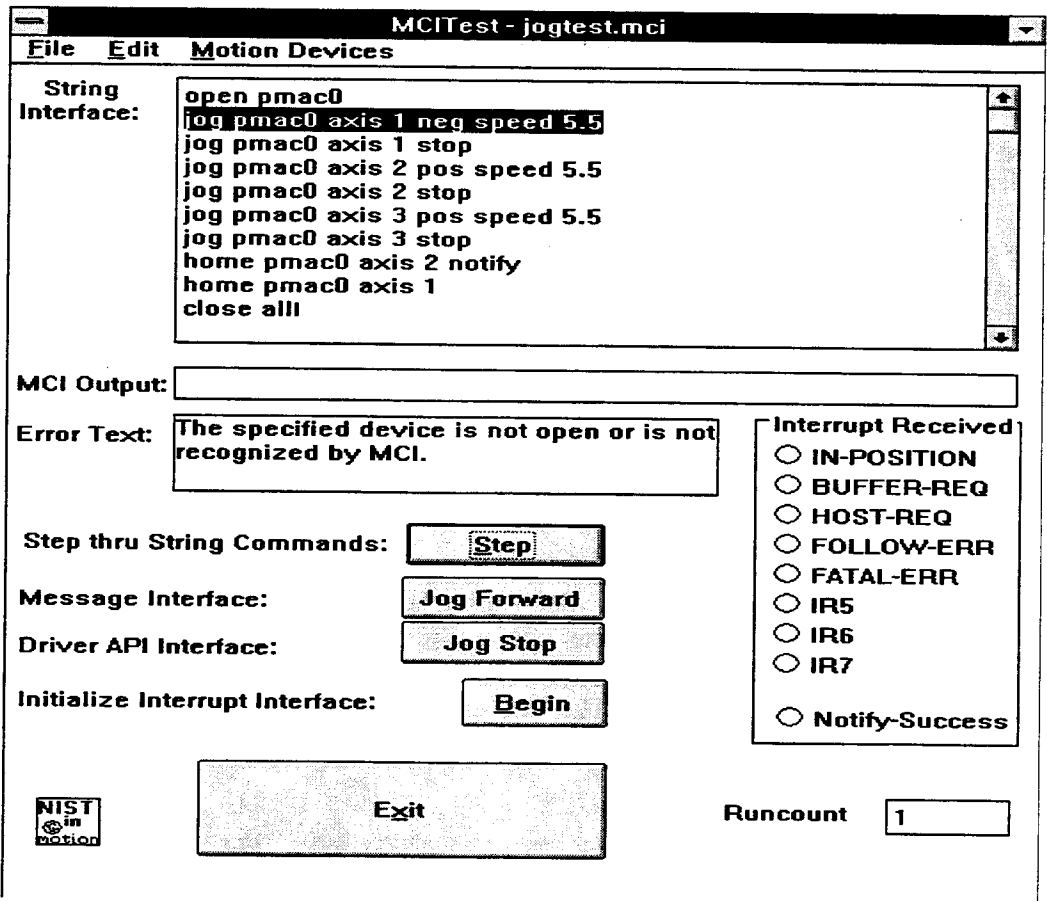 MCITest - jogtest.mci
File Edit Motion Devices
String
Interface:
open pmac0
jog pmac0 axis 1 neg speed 5.5
jog pmac0 axis 1 stop
jog pmac0 axis 2 pos speed 5.5
jog pmac0 axis 2 stop
jog pmac0 axis 3 pos speed 5.5
jog pmac0 axis 3 stop
home pmac0 axis 2 notify
home pmac0 axis 1
close alll
MCI Output:
Error Text:
The specified device is not open or is not
recognized by MCI.
Interrupt Received
IN-POSITION
BUFFER-REQ
HOST-REQ
FOLLOW-ERR
FATAL-ERR
IR5
IR6
IR7
Notify-Success
Step thru String Commands: Step
Message Interface: Jog Forward
Driver API Interface: Jog Stop
Initialize Interrupt Interface: Begin
NIST
in
motion
Exit
Runcount 1